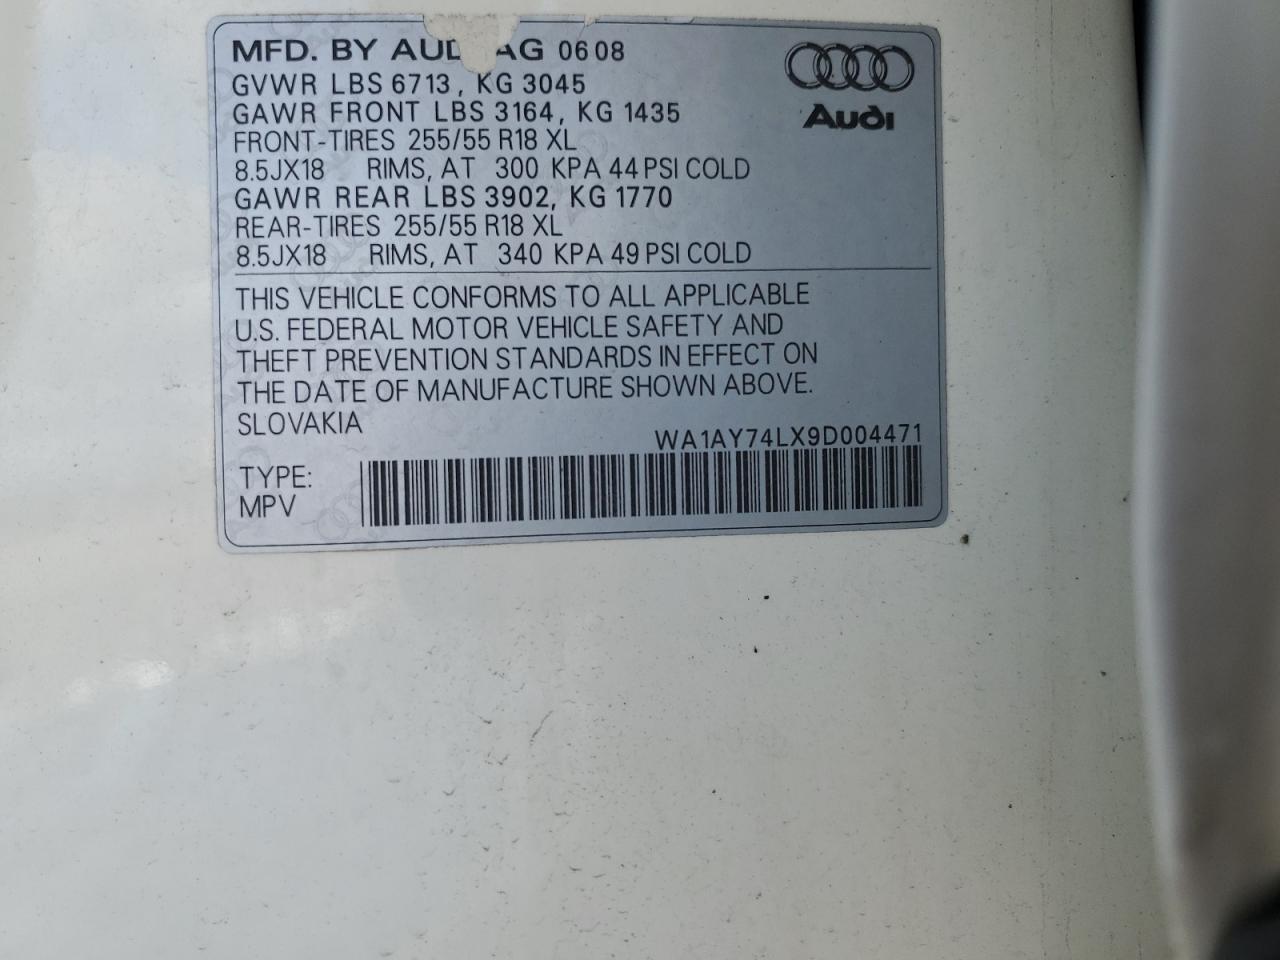 MFD. BY AUDI AG 06 08
GVWR LBS 6713, KG 3045
GAWR FRONT LBS 3164, KG 1435
FRONT-TIRES 255/55 R18 XL
8.5JX18 RIMS, AT 300 KPA 44 PSI COLD
GAWR REAR LBS 3902, KG 1770
REAR-TIRES 255/55 R18 XL
8.5JX18 RIMS, AT 340 KPA 49 PSI COLD
Audi
THIS VEHICLE CONFORMS TO ALL APPLICABLE
U.S. FEDERAL MOTOR VEHICLE SAFETY AND
THEFT PREVENTION STANDARDS IN EFFECT ON
THE DATE OF MANUFACTURE SHOWN ABOVE.
SLOVAKIA
WA1AY74LX9D004471
TYPE:
MPV